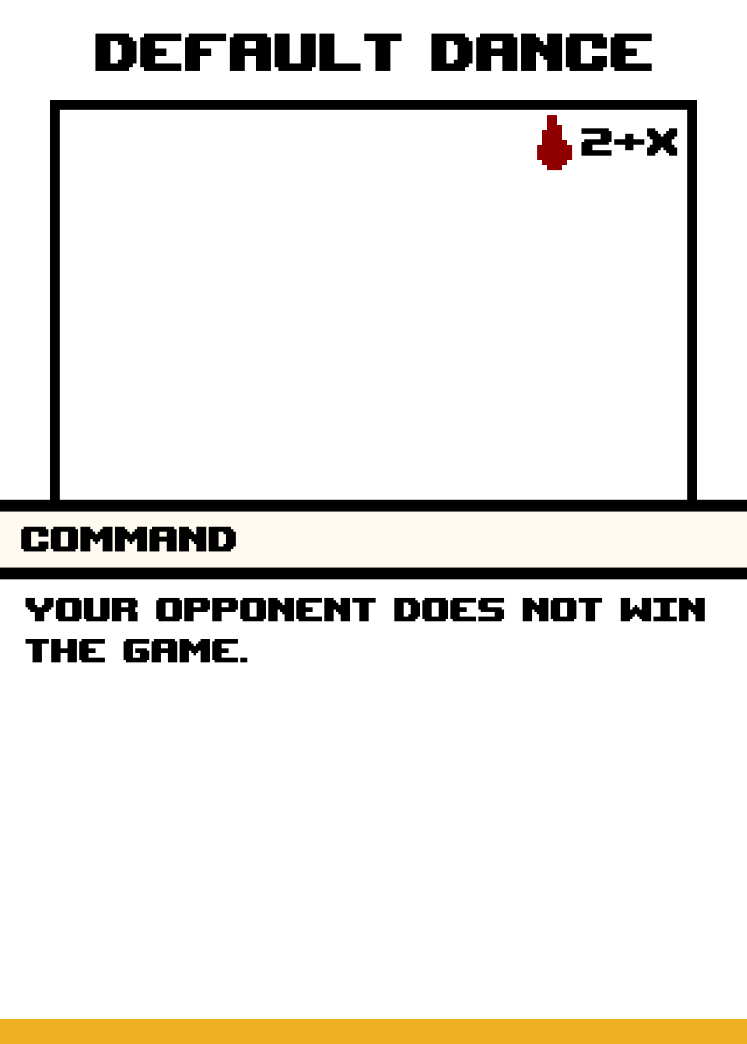 DEFAULT DANCE
2+X
COMMAND
YOUR OPPONENT DOES NOT WIN
THE GAME.